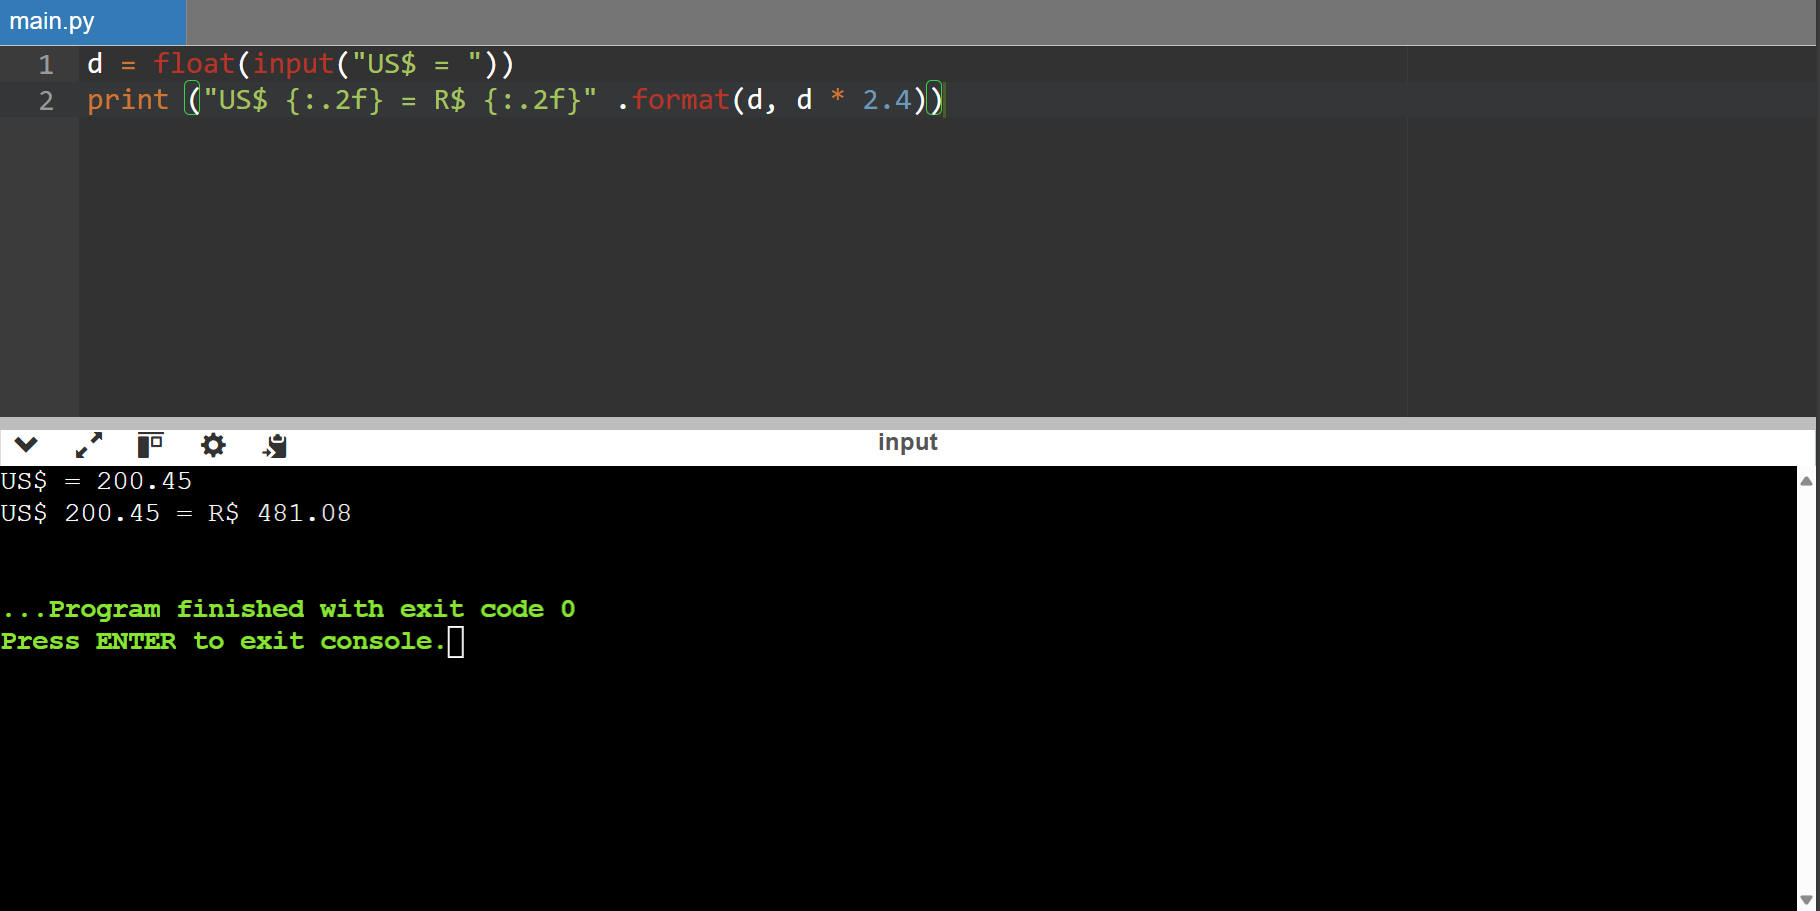 main.py
1 d = float(input("US$ = "))
2 print ("US$ {:.2f} = R$ {:.2f}" .format(d, d * 2.4))
input
US$ = 200.45
US$ 200.45 = R$ 481.08
...Program finished with exit code 0
Press ENTER to exit console.